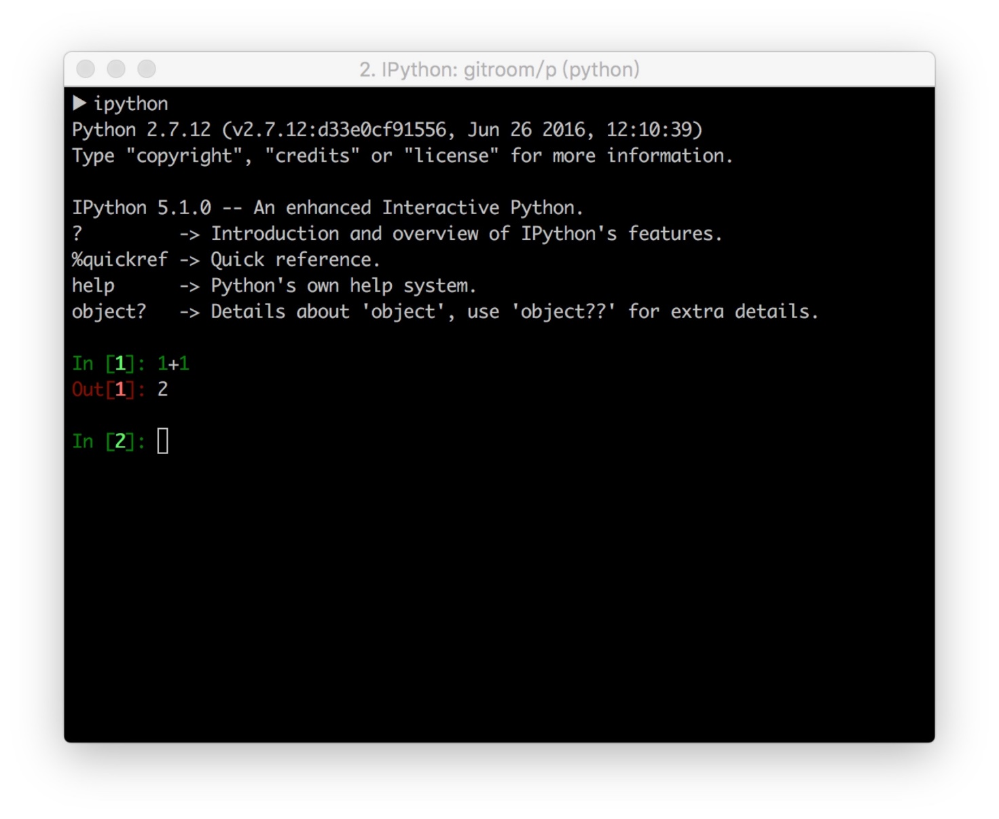 2. IPython: gitroom/p (python)
▶ ipython
Python 2.7.12 (v2.7.12:d33e0cf91556, Jun 26 2016, 12:10:39)
Type "copyright", "credits" or "license" for more information.
IPython 5.1.0 -- An enhanced Interactive Python.
?         -> Introduction and overview of IPython's features.
%quickref -> Quick reference.
help      -> Python's own help system.
object?   -> Details about 'object', use 'object??' for extra details.
In [1]: 1+1
Out[1]: 2
In [2]: